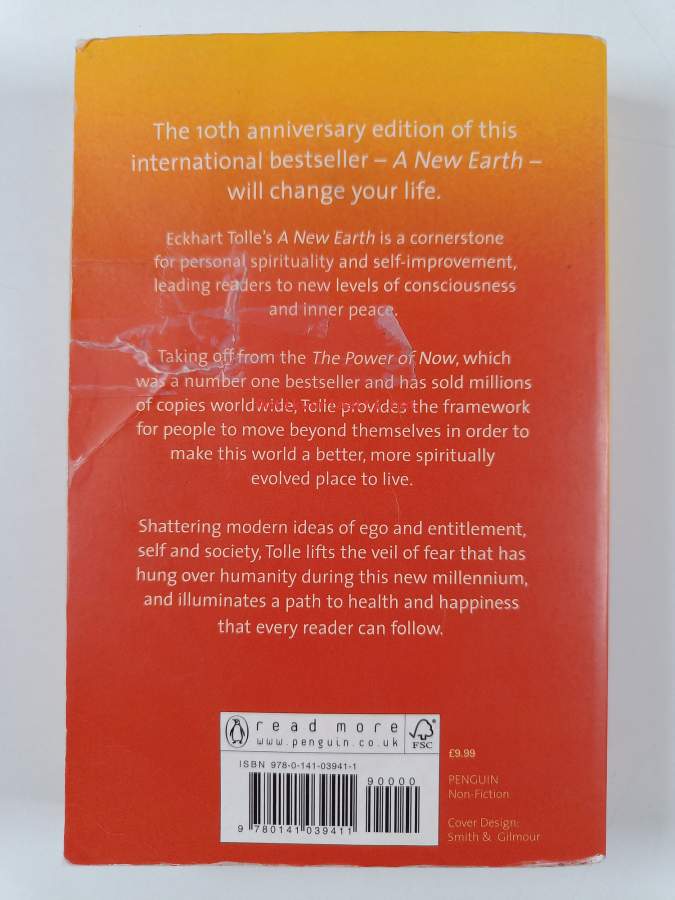 The 10th anniversary edition of this
international bestseller – A New Earth –
will change your life.
Eckhart Tolle's A New Earth is a cornerstone
for personal spirituality and self-improvement,
leading readers to new levels of consciousness
and inner peace.
Taking off from the The Power of Now, which
was a number one bestseller and has sold millions
of copies worldwide, Tolle provides the framework
for people to move beyond themselves in order to
make this world a better, more spiritually
evolved place to live.
Shattering modern ideas of ego and entitlement,
self and society, Tolle lifts the veil of fear that has
hung over humanity during this new millennium,
and illuminates a path to health and happiness
that every reader can follow.
read more
www.penguin.co.uk
FSC
ISBN 978-0-141-03941-1
90000
9 780141 039411
£9.99
PENGUIN
Non-Fiction
Cover Design:
Smith & Gilmour